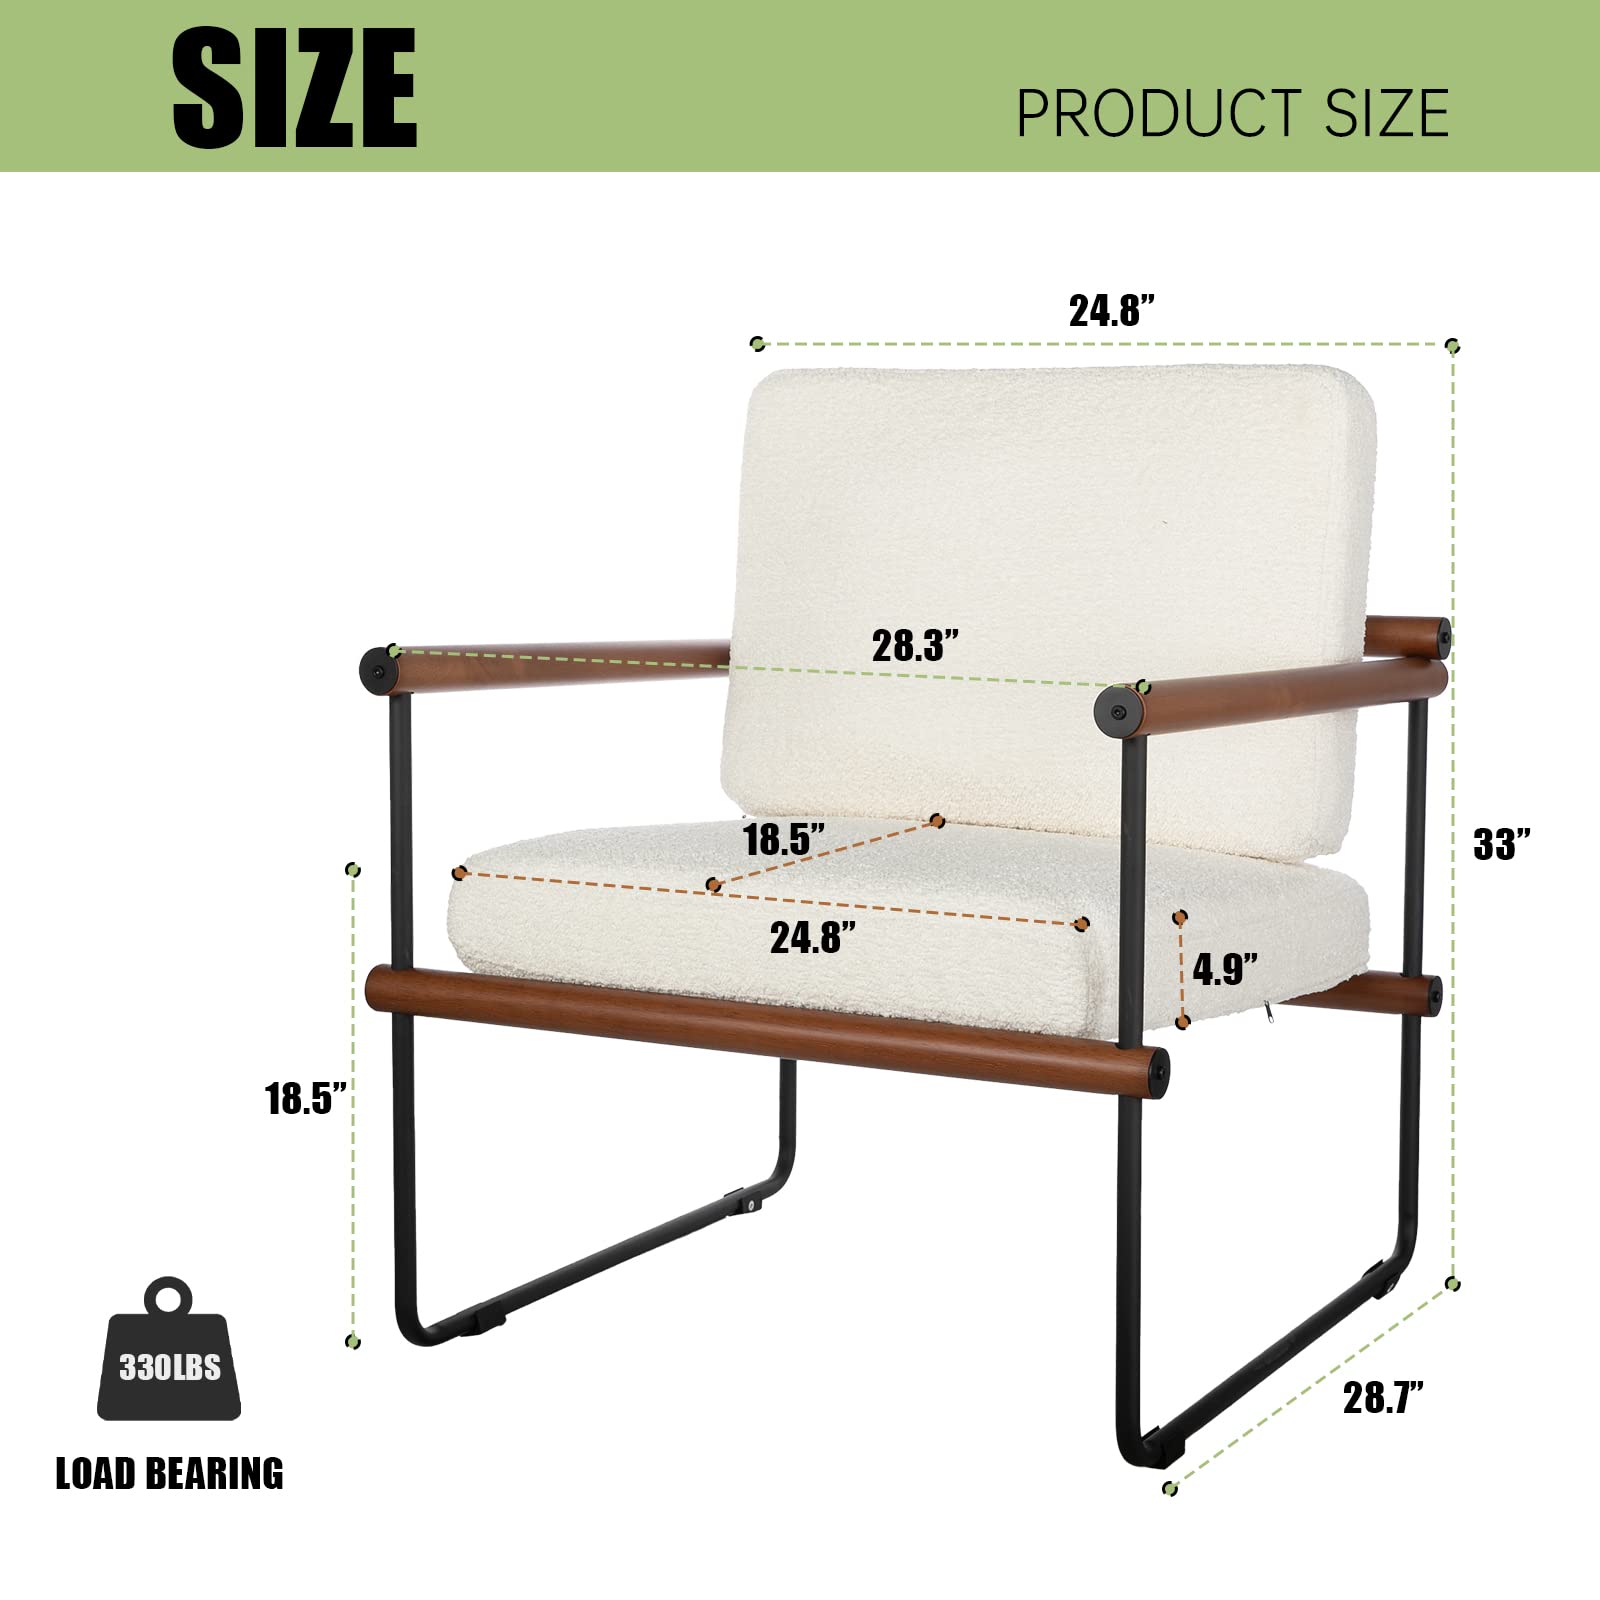 SIZE
PRODUCT SIZE
24.8”
28.3”
18.5”
24.8”
33”
4.9”
18.5”
28.7”
330LBS
LOAD BEARING